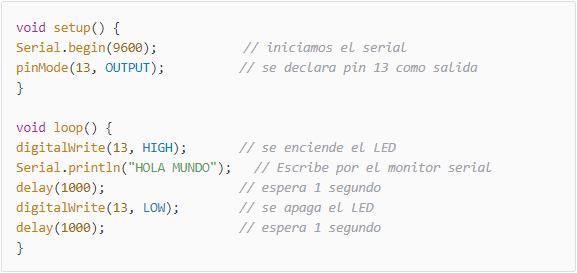 void setup() {
Serial.begin(9600);            // iniciamos el serial
pinMode(13, OUTPUT);          // se declara pin 13 como salida
}

void loop() {
digitalWrite(13, HIGH);       // se enciende el LED
Serial.println("HOLA MUNDO");   // Escribe por el monitor serial
delay(1000);                  // espera 1 segundo
digitalWrite(13, LOW);        // se apaga el LED
delay(1000);                  // espera 1 segundo
}